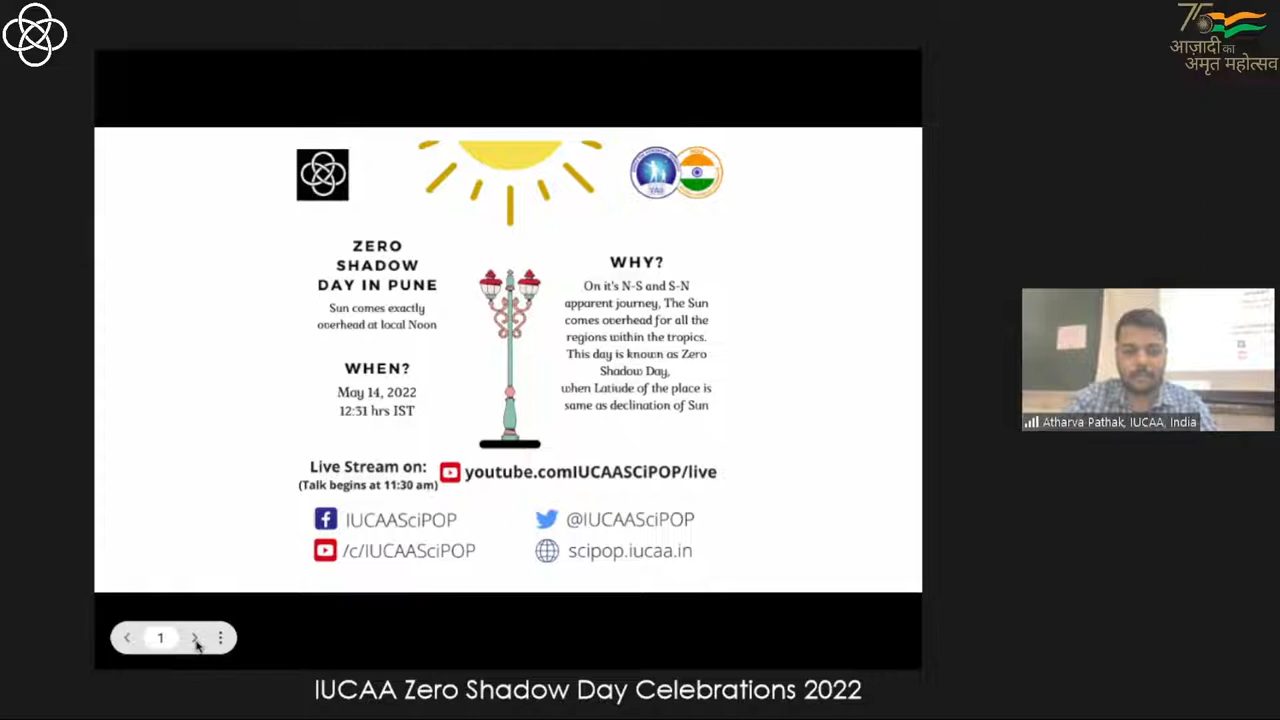 75
आज़ादी का
अमृत महोत्सव
ZERO
SHADOW
DAY IN PUNE
Sun comes exactly
overhead at local Noon
WHEN?
May 14, 2022
12:31 hrs IST
WHY?
On it's N-S and S-N
apparent journey, The Sun
comes overhead for all the
regions within the tropics.
This day is known as Zero
Shadow Day,
when Latiude of the place is
same as declination of Sun
Live Stream on:
(Talk begins at 11:30 am)
youtube.comIUCAASCiPOP/live
IUCAASciPOP
@IUCAASciPOP
/c/IUCAASciPOP
scipop.iucaa.in
Atharva Pathak, IUCAA, India
1
IUCAA Zero Shadow Day Celebrations 2022